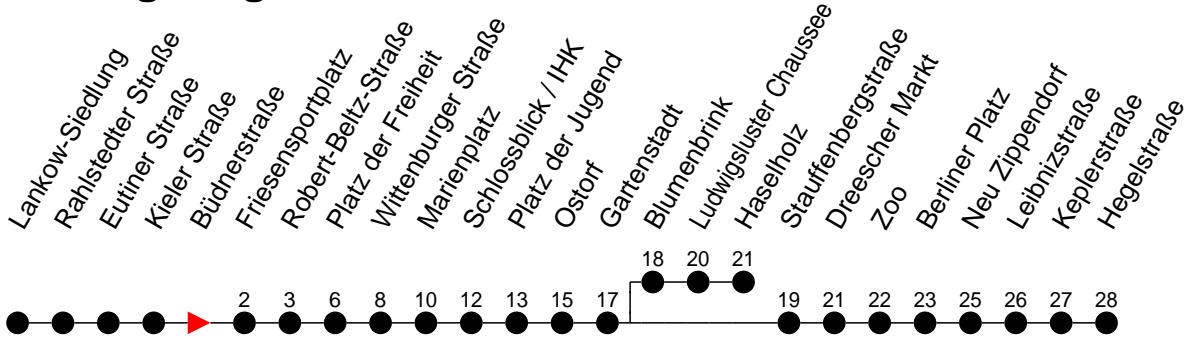 Lankow-Siedlung
Rahlstedter Straße
Eutiner Straße
Kieler Straße
Büdnerstraße
Friesensportplatz
Robert-Beltz-Straße
Platz der Freiheit
Wittenburger Straße
Marienplatz
Schlossblick / IHK
Platz der Jugend
Ostorf
Gartenstadt
Blumenbrink
Ludwigsluster Chaussee
Haselholz
Stauffenbergstraße
Dreescher Markt
Zoo
Berliner Platz
Neu Zippendorf
Leibnizstraße
Keplerstraße
Hegelstraße
18 20 21
2 3 6 8 10 12 13 15 17 19 21 22 23 25 26 27 28